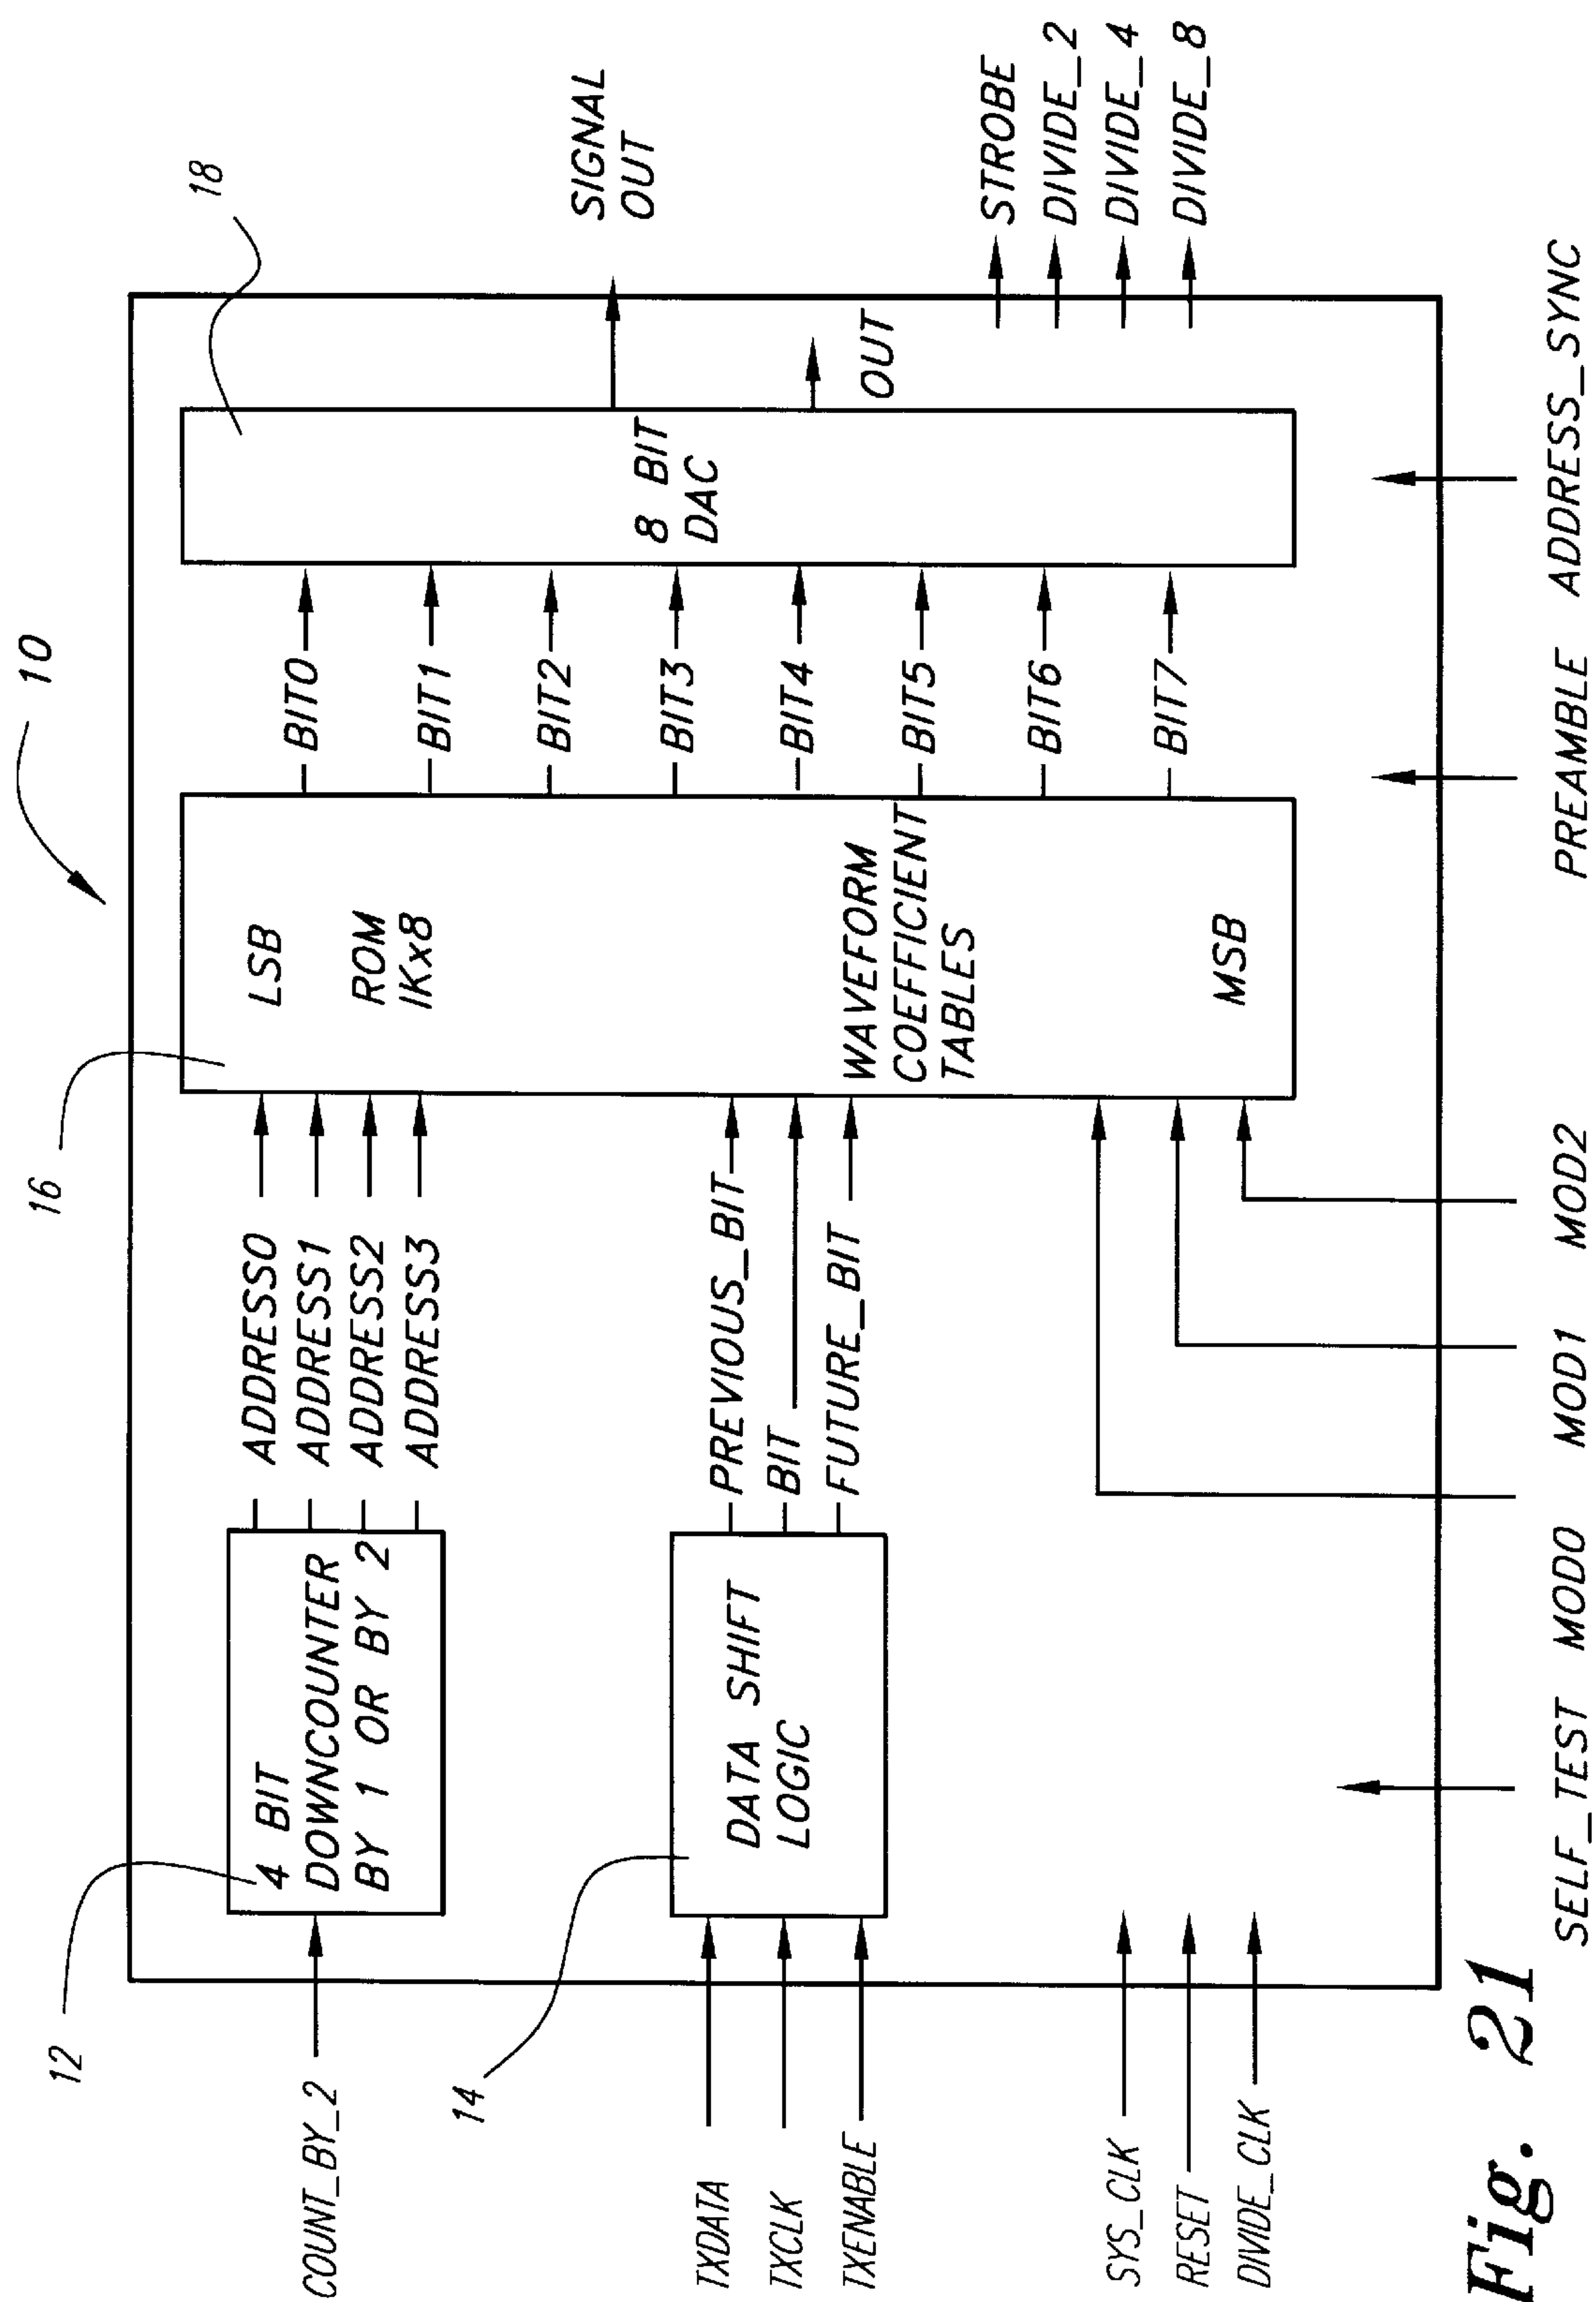 10
12
16
18
14
COUNT_BY_2
4 BIT
DOWNCOUNTER
BY 1 OR BY 2
ADDRESS0
ADDRESS1
ADDRESS2
ADDRESS3
LSB
ROM
IKx8
WAVEFORM
COEFFICIENT
TABLES
MSB
BIT0
BIT1
BIT2
BIT3
BIT4
BIT5
BIT6
BIT7
8 BIT
DAC
SIGNAL
OUT
OUT
TXDATA
TXCLK
TXENABLE
DATA SHIFT
LOGIC
PREVIOUS_BIT
BIT
FUTURE_BIT
SYS_CLK
RESET
DIVIDE_CLK
STROBE
DIVIDE_2
DIVIDE_4
DIVIDE_8
SELF_TEST MOD0 MOD1 MOD2 PREAMBLE ADDRESS_SYNC
Fig. 21